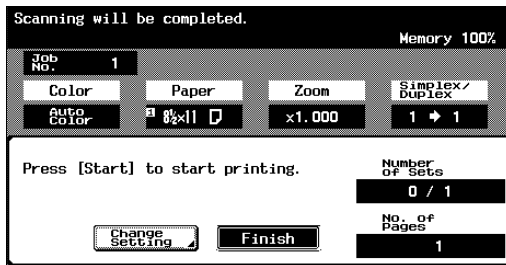 Scanning will be completed.
Memory 100%
Job No. 1
Color
Paper
Zoom
Simplex/
Duplex
Auto
Color
1 8½×11
×1.000
1 → 1
Press [Start] to start printing.
Number
of Sets
0 / 1
No. of
Pages
1
Change
Setting
Finish